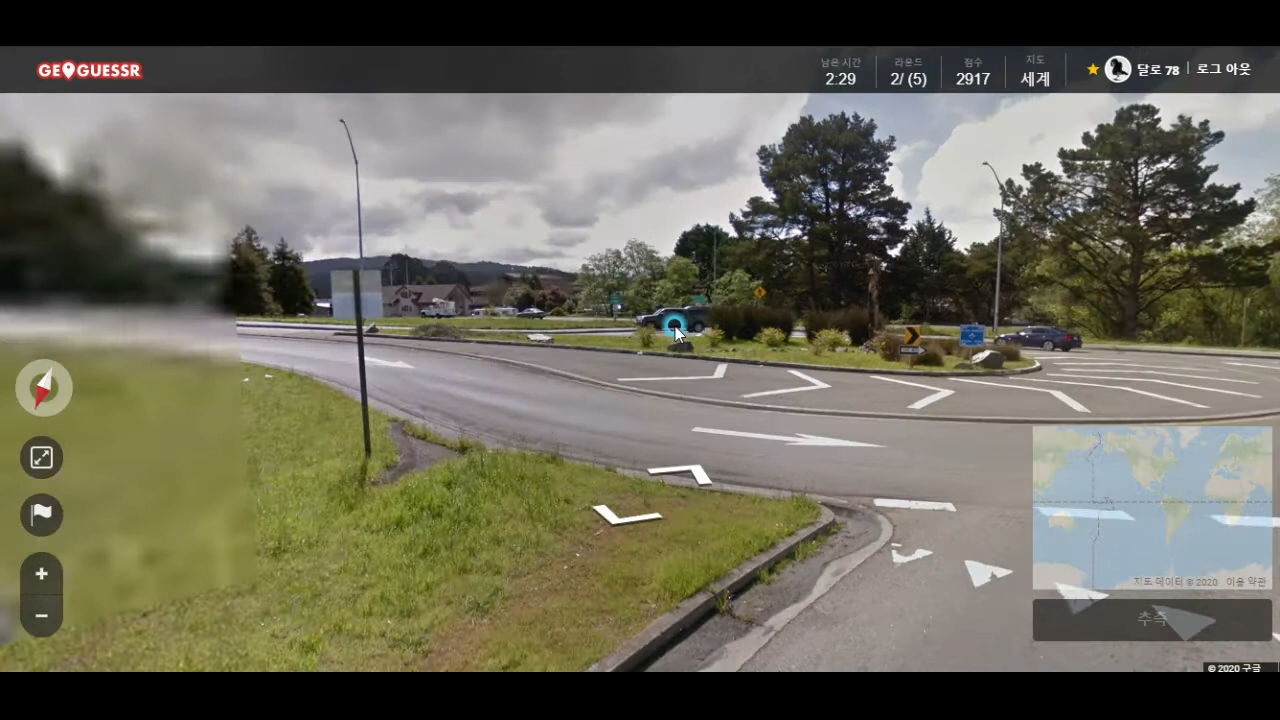 GEOGUESSR
남은 시간
2:29
라운드
2/ (5)
점수
2917
지도
세계
달로 78
로그 아웃
지도 데이터 © 2020 이용 약관
추측
© 2020 구글